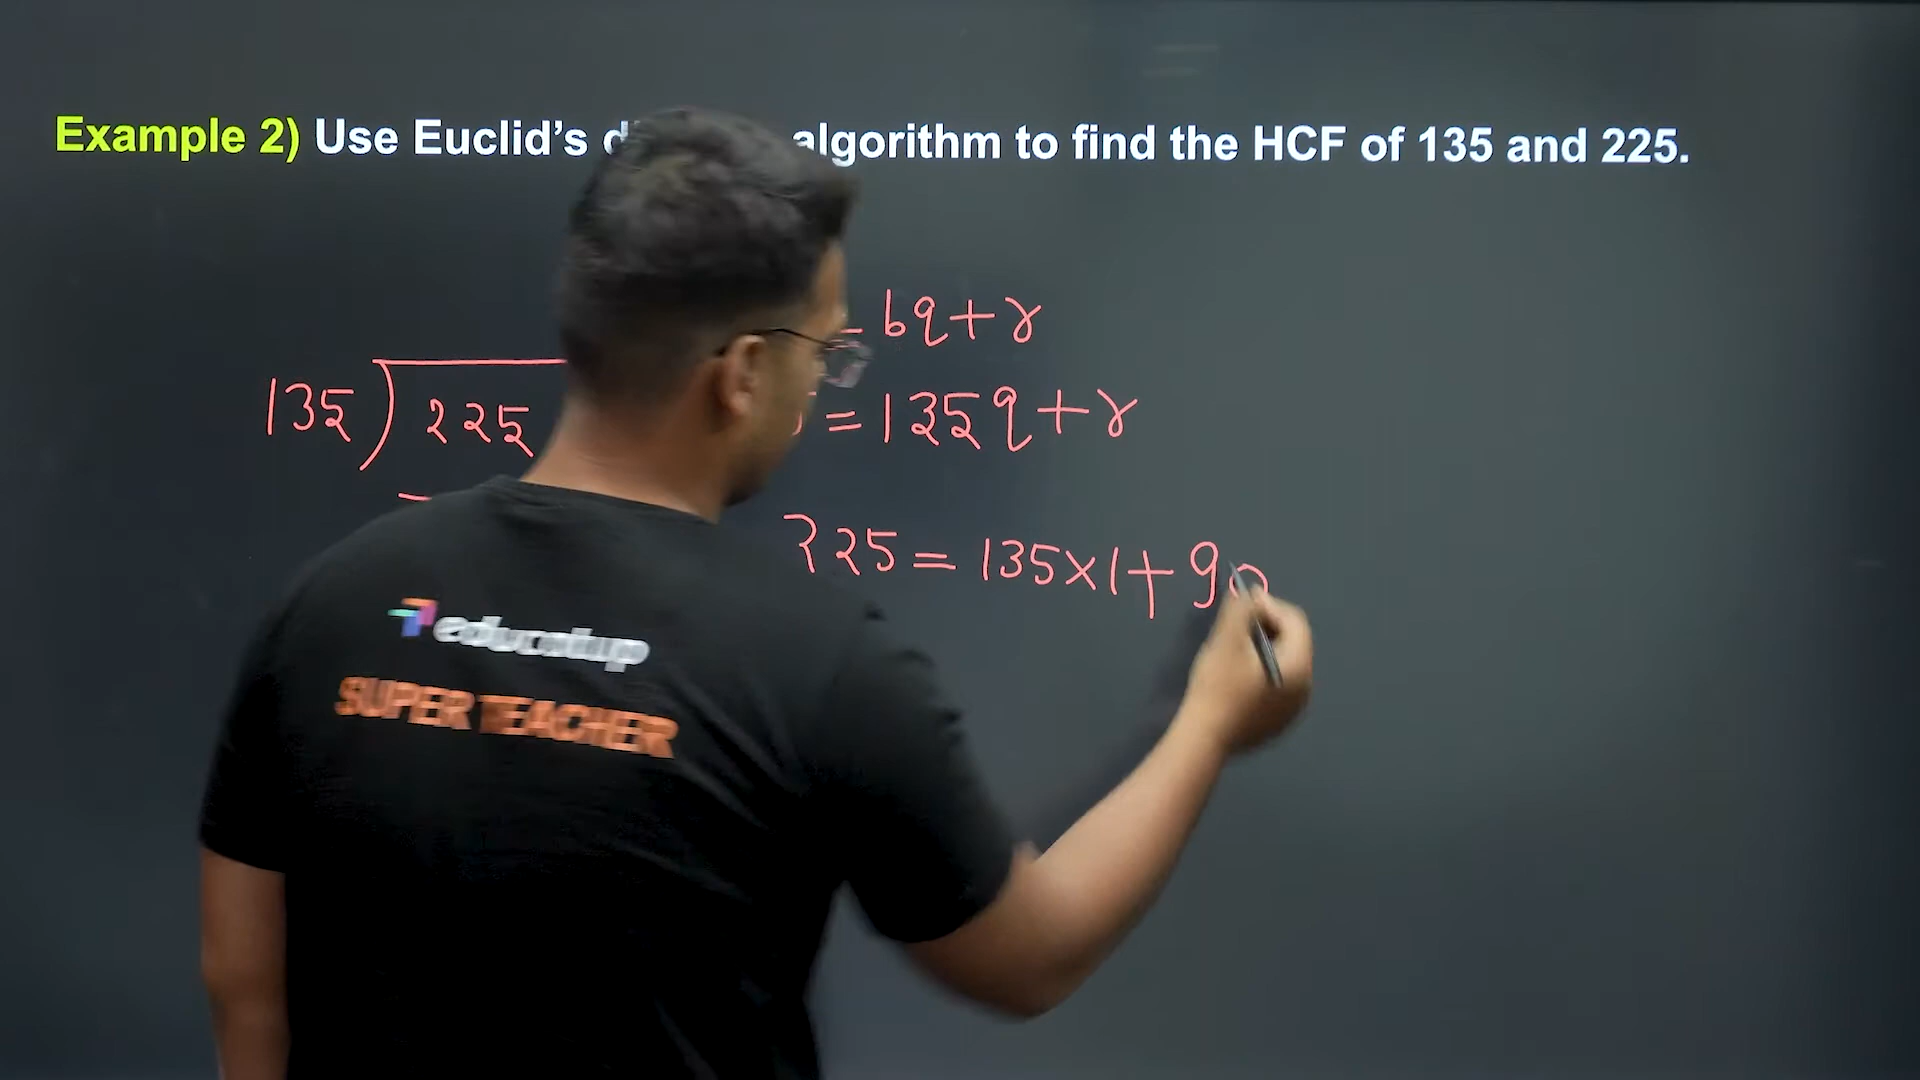 Example 2) Use Euclid's algorithm to find the HCF of 135 and 225.
= bq+r
135 ) 225
= 135q+r
225 = 135×1+90
educatup
SUPER TEACHER